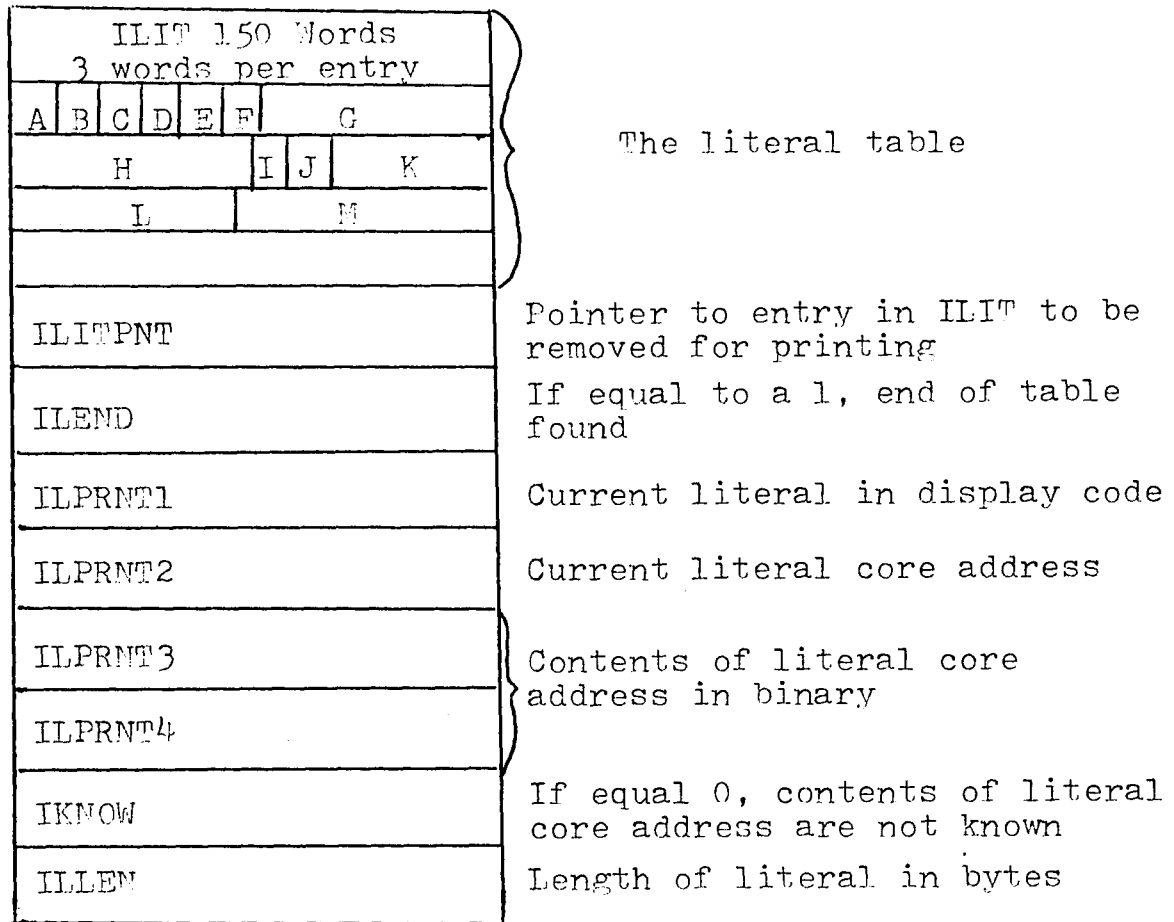 ILIT 150 Words
3 words per entry
A B C D E F G
The literal table
H I J K
L M
ILITPNT
Pointer to entry in ILIT to be
removed for printing
ILEND
If equal to a 1, end of table
found
ILPRNT1
Current literal in display code
ILPRNT2
Current literal core address
ILPRNT3
ILPRNT4
Contents of literal core
address in binary
IKNOW
If equal 0, contents of literal
core address are not known
ILLEN
Length of literal in bytes